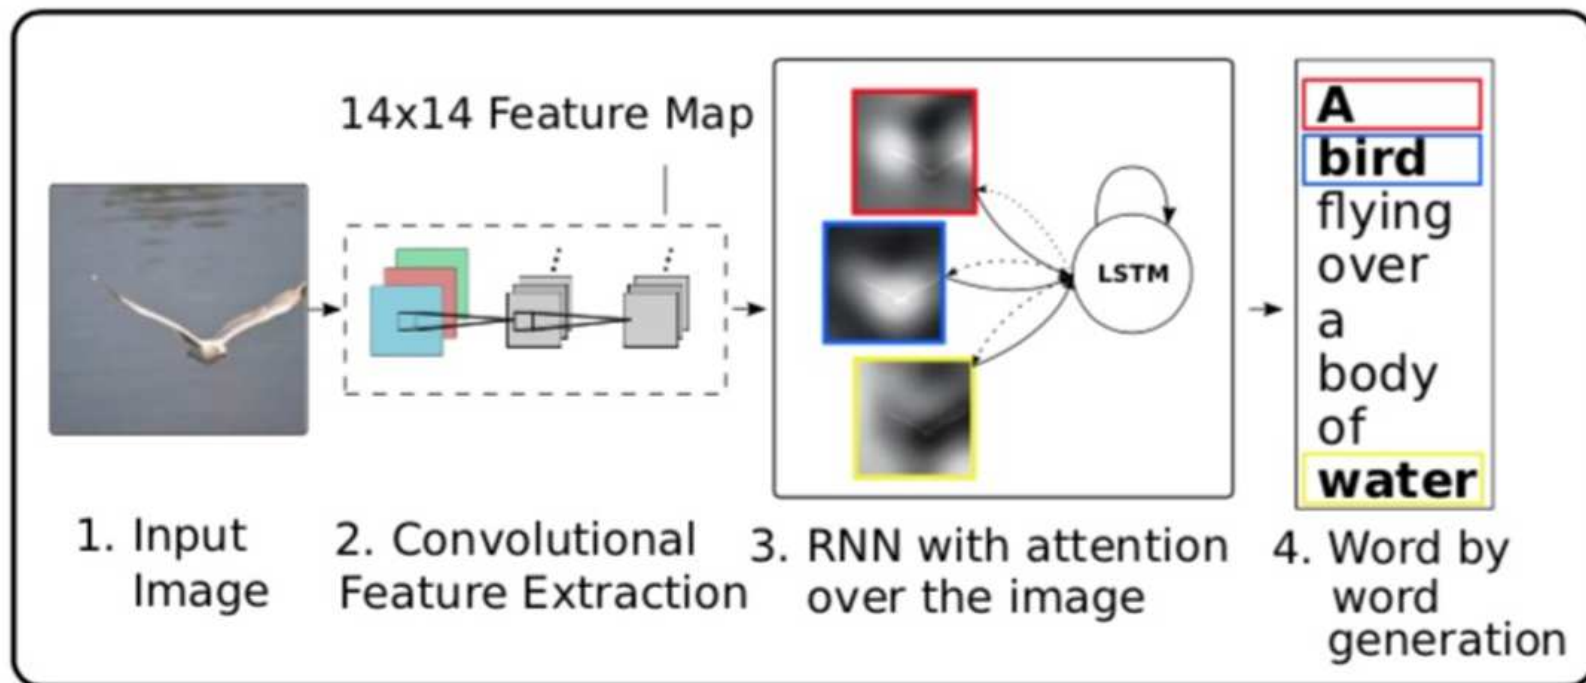 14x14 Feature Map
LSTM
A
bird
flying
over
a
body
of
water
1. Input
Image
2. Convolutional
Feature Extraction
3. RNN with attention
over the image
4. Word by
word
generation